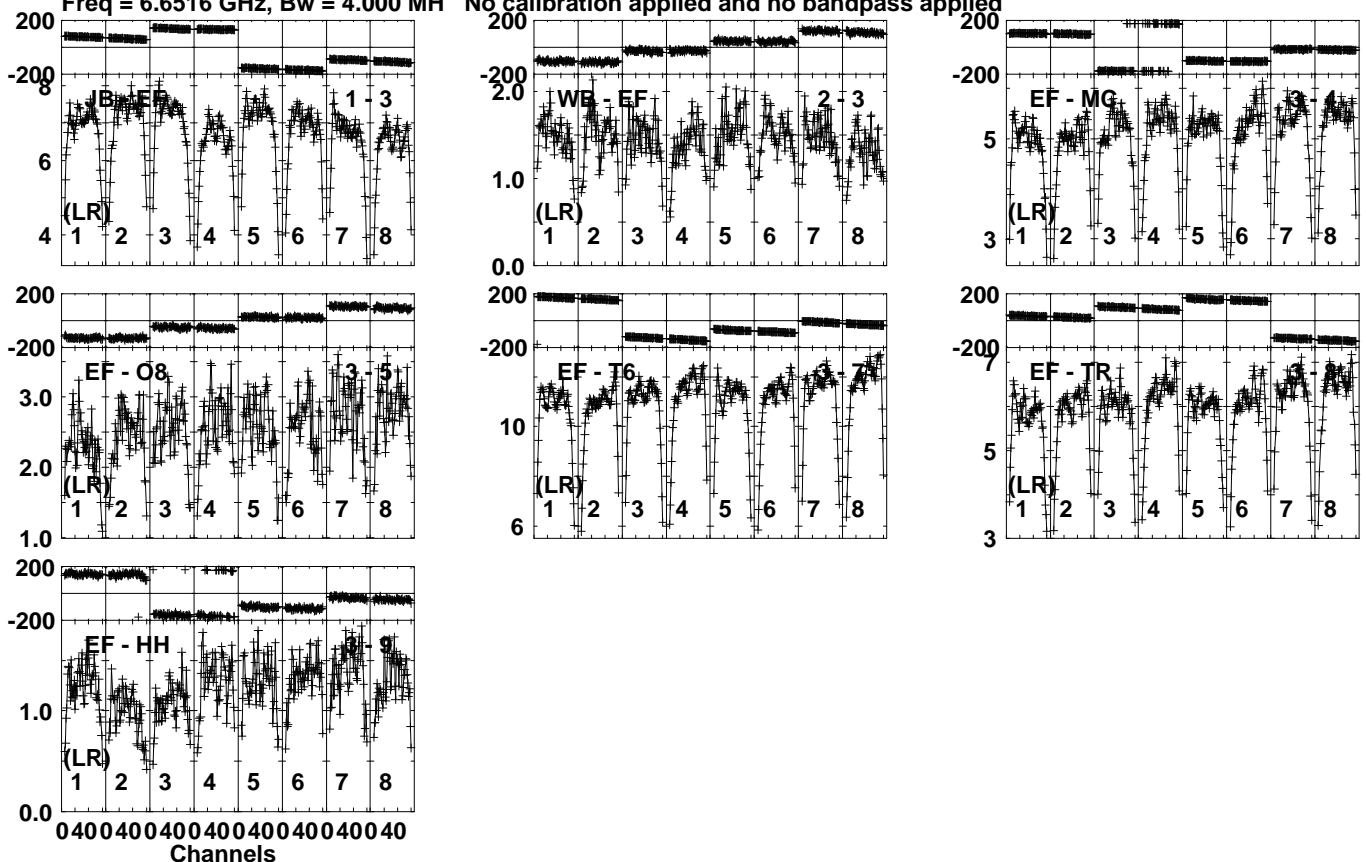 Freq = 6.6516 GHz, Bw = 4.000 MH No calibration applied and no bandpass applied
200
-200
8
6
4
JB - EF 1 - 3
(LR)
1 2 3 4 5 6 7 8
200
-200
2.0
1.0
0.0
WB - EF 2 - 3
(LR)
1 2 3 4 5 6 7 8
200
-200
5
3
EF - MC 3 - 4
(LR)
1 2 3 4 5 6 7 8
200
-200
3.0
2.0
1.0
EF - O8 3 - 5
(LR)
1 2 3 4 5 6 7 8
200
-200
10
6
EF - T6 3 - 7
(LR)
1 2 3 4 5 6 7 8
200
-200
7
5
3
EF - TR 3 - 8
(LR)
1 2 3 4 5 6 7 8
200
-200
1.0
0.0
EF - HH 3 - 9
(LR)
1 2 3 4 5 6 7 8
0 40 0 40 0 40 0 40 0 40 0 40 0 40 0 40
Channels